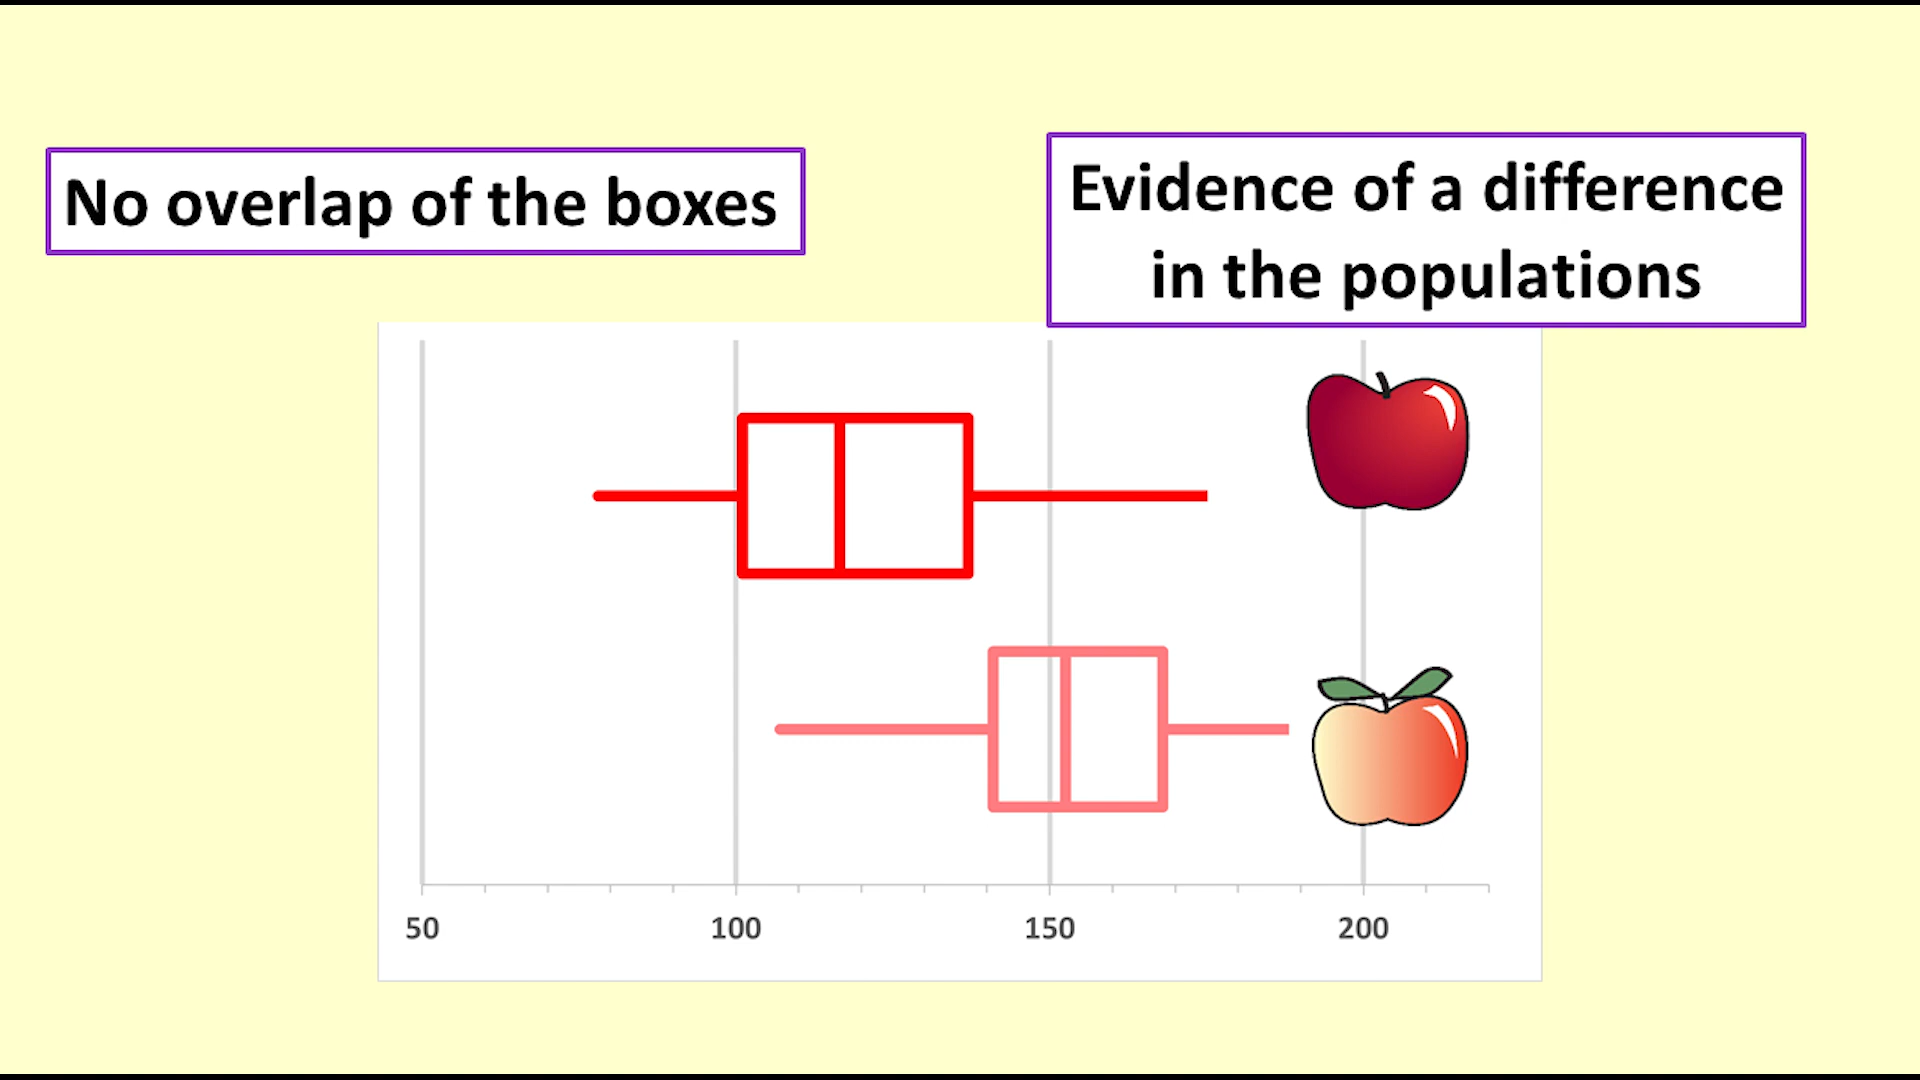 No overlap of the boxes
Evidence of a difference
in the populations
50
100
150
200